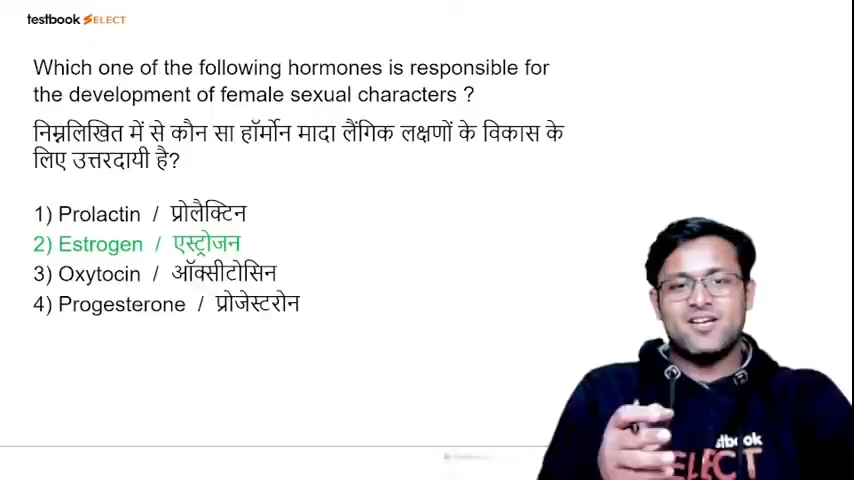 testbook SELECT
Which one of the following hormones is responsible for
the development of female sexual characters ?
निम्नलिखित में से कौन सा हॉर्मोन मादा लैंगिक लक्षणों के विकास के
लिए उत्तरदायी है?
1) Prolactin / प्रोलैक्टिन
2) Estrogen / एस्ट्रोजन
3) Oxytocin / ऑक्सीटोसिन
4) Progesterone / प्रोजेस्टरोन